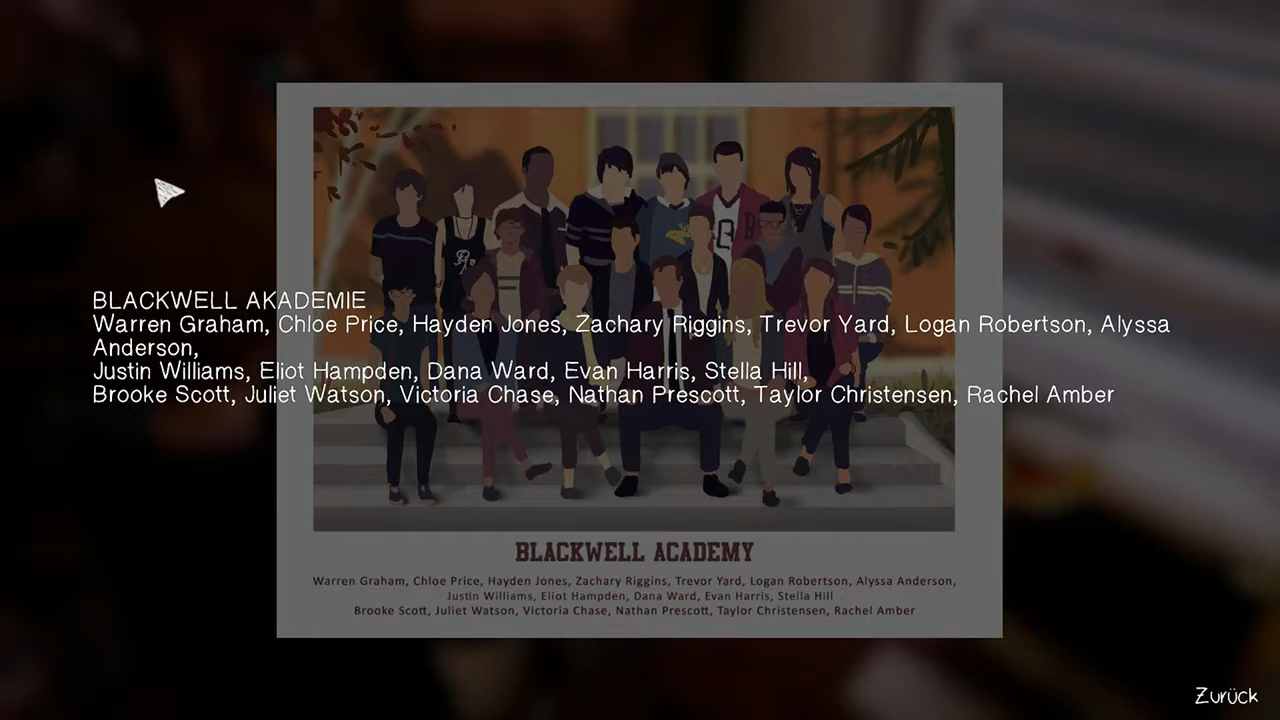 BLACKWELL AKADEMIE
Warren Graham, Chloe Price, Hayden Jones, Zachary Riggins, Trevor Yard, Logan Robertson, Alyssa
Anderson,
Justin Williams, Eliot Hampden, Dana Ward, Evan Harris, Stella Hill,
Brooke Scott, Juliet Watson, Victoria Chase, Nathan Prescott, Taylor Christensen, Rachel Amber
BLACKWELL ACADEMY
Warren Graham, Chloe Price, Hayden Jones, Zachary Riggins, Trevor Yard, Logan Robertson, Alyssa Anderson,
Justin Williams, Eliot Hampden, Dana Ward, Evan Harris, Stella Hill
Brooke Scott, Juliet Watson, Victoria Chase, Nathan Prescott, Taylor Christensen, Rachel Amber
Zurück